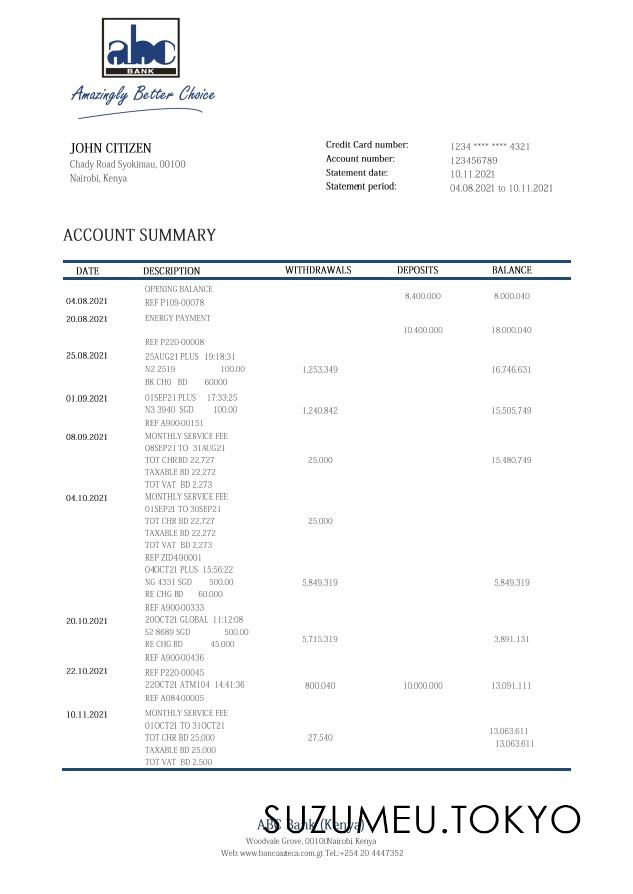 abc
BANK
Amazingly Better Choice
JOHN CITIZEN
Chady Road Syokimau, 00100
Nairobi, Kenya
Credit Card number: 1234 **** **** 4321
Account number: 123456789
Statement date: 10.11.2021
Statement period: 04.08.2021 to 10.11.2021
ACCOUNT SUMMARY
DATE DESCRIPTION WITHDRAWALS DEPOSITS BALANCE
OPENING BALANCE
04.08.2021 REF P109-00078 8,400.000 8.000.040
20.08.2021 ENERGY PAYMENT
10.400.000 18.000.040
REF P220-00008
25.08.2021 25AUG21 PLUS 19:18:31
N2 2519 100.00 1,253,349 16.746.631
BK CHO BD 60000
01.09.2021 01SEP21 PLUS 17:33:25
N3 3940 SGD 100.00 1,240,842 15,505,749
REF A900-00151
08.09.2021 MONTHLY SERVICE FEE
08SEP21 TO 31AUG21
TOT CHRBD 22,727 25,000 15,480,749
TAXABLE BD 22,272
TOT VAT BD 2,273
04.10.2021 MONTHLY SERVICE FEE
01SEP21 TO 30SEP21
TOT CHR BD 22,727 25,000
TAXABLE BD 22,272
TOT VAT BD 2,273
REP ZID490001
04OCT21 PLUS 15:56:22
NG 4331 SGD 500.00 5,849,319 5,849,319
RE CHG BD 60.000
REF A900-00333
20.10.2021 20OCT21 GLOBAL 11:12:08
S2 8689 SGD 500.00 5,715,319 3,891.131
RE CHG BD 45,000
REF A900-00436
22.10.2021 REF P220-00045
22OCT21 ATM104 14:41:36 800,040 10,000.000 13,091.111
REF A084-00005
10.11.2021 MONTHLY SERVICE FEE
01OCT21 TO 31OCT21 13,063.611
TOT CHR BD 25,000 27,540 13,063,611
TAXABLE BD 25,000
TOT VAT BD 2,500
ABC Bank (Kenya)
SUZUMEU.TOKYO
Woodvale Grove, 00100Nairobi Kenya
Web: www.bancoazteca.com.gt Tel.:+254 20 4447352